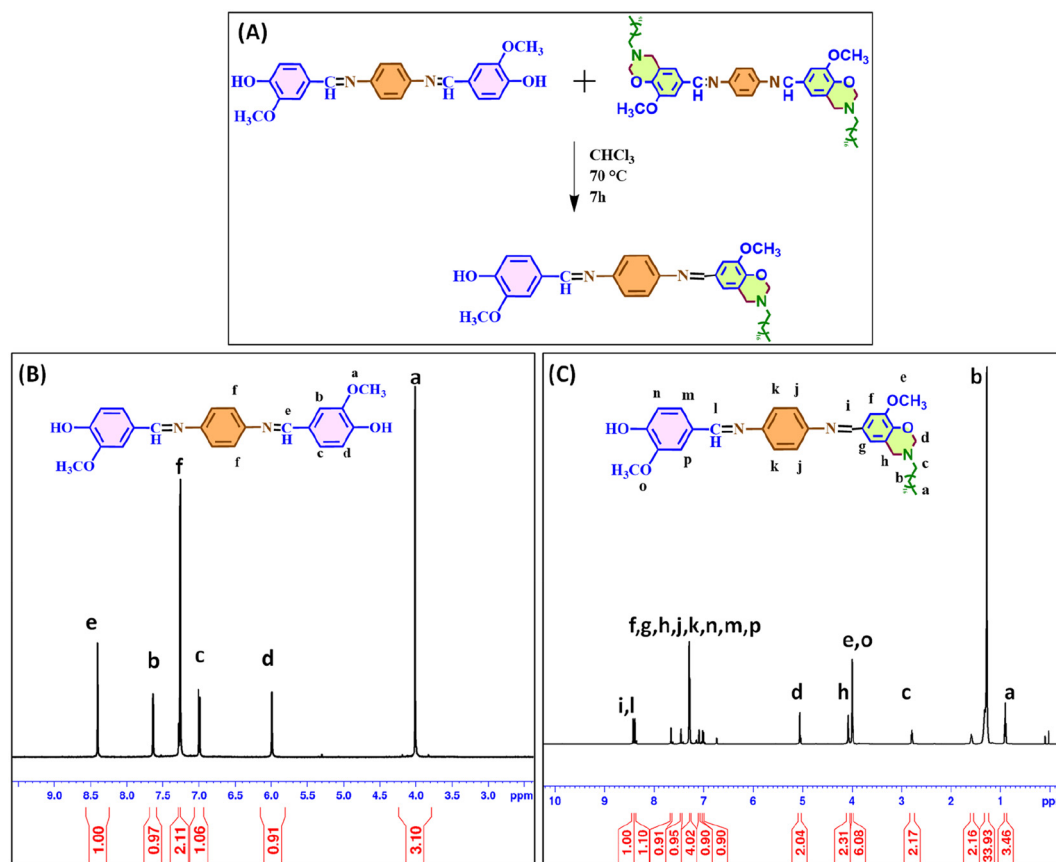 (A)
OCH₃
HO
C=N
H
N=C
H
OH
H₃CO
+
N
O
OCH₃
C=N
H
N=C
H
H₃CO
O
N
CHCl₃
70 °C
7h
OCH₃
HO
C=N
H
N=
O
N
H₃CO
(B)
a
OCH₃
a
f
e
b
HO
C=N
H
N=C
H
OH
H₃CO
f
f
c
d
e
b
c
d
9.0 8.5 8.0 7.5 7.0 6.5 6.0 5.5 5.0 4.5 4.0 3.5 3.0 ppm
1.00 0.97 2.11 1.06 0.91 3.10
(C)
b
e
OCH₃
n m l k j i f
HO
C=N
H
N=
O
d
H₃CO
o
p
k
j
g
h
N
c
b
a
f,g,h,j,k,n,m,p
e,o
i,l
d
h
c
a
10 9 8 7 6 5 4 3 2 1 pp
1.00 1.10 0.91 0.95 4.02 0.90 0.90 2.04 2.31 6.08 2.17 2.16 33.93 3.46